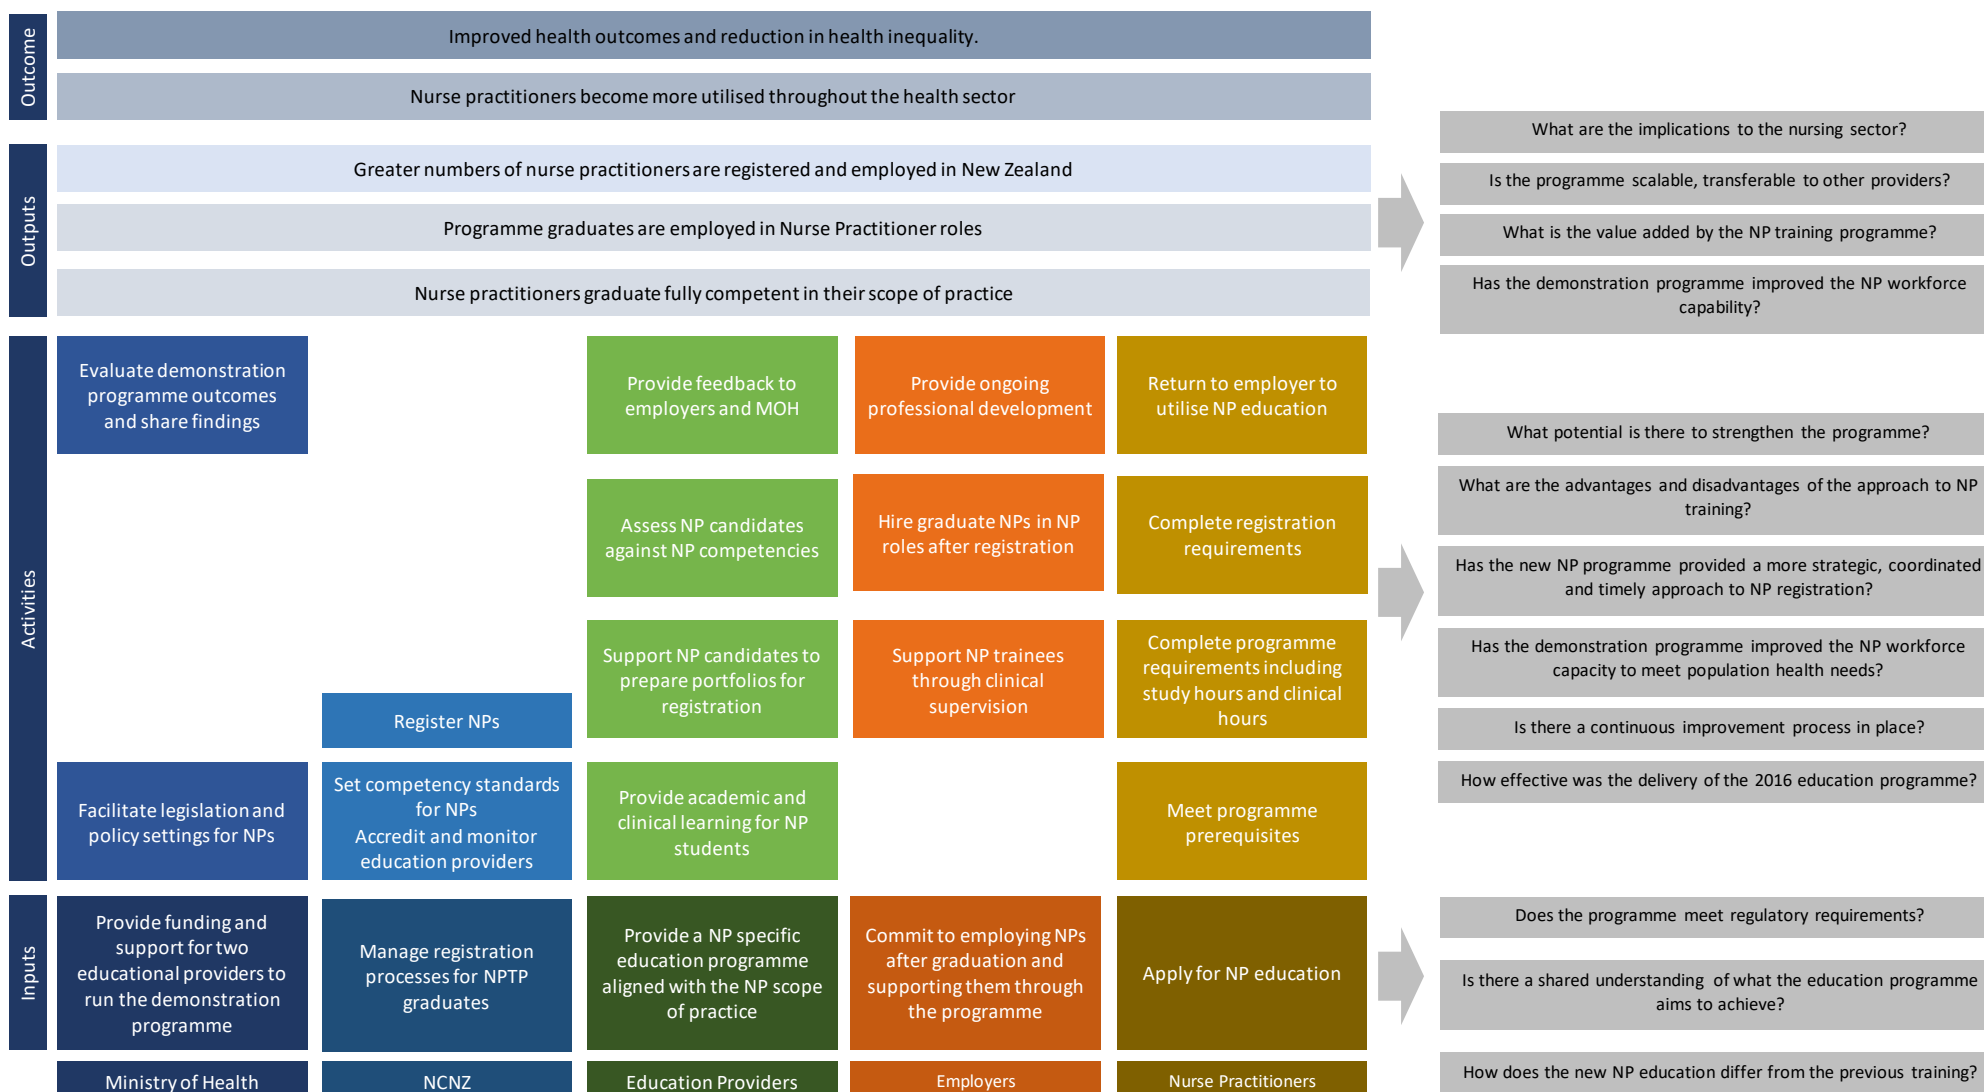 Outcome
Improved health outcomes and reduction in health inequality.
Nurse practitioners become more utilised throughout the health sector
Outputs
Greater numbers of nurse practitioners are registered and employed in New Zealand
Programme graduates are employed in Nurse Practitioner roles
Nurse practitioners graduate fully competent in their scope of practice
What are the implications to the nursing sector?
Is the programme scalable, transferable to other providers?
What is the value added by the NP training programme?
Has the demonstration programme improved the NP workforce
capability?
Activities
Evaluate demonstration
programme outcomes
and share findings
Provide feedback to
employers and MOH
Provide ongoing
professional development
Return to employer to
utilise NP education
Assess NP candidates
against NP competencies
Hire graduate NPs in NP
roles after registration
Complete registration
requirements
Register NPs
Support NP candidates to
prepare portfolios for
registration
Support NP trainees
through clinical
supervision
Complete programme
requirements including
study hours and clinical
hours
Facilitate legislation and
policy settings for NPs
Set competency standards
for NPs
Accredit and monitor
education providers
Provide academic and
clinical learning for NP
students
Meet programme
prerequisites
What potential is there to strengthen the programme?
What are the advantages and disadvantages of the approach to NP
training?
Has the new NP programme provided a more strategic, coordinated
and timely approach to NP registration?
Has the demonstration programme improved the NP workforce
capacity to meet population health needs?
Is there a continuous improvement process in place?
How effective was the delivery of the 2016 education programme?
Inputs
Provide funding and
support for two
educational providers to
run the demonstration
programme
Manage registration
processes for NPTP
graduates
Provide a NP specific
education programme
aligned with the NP scope
of practice
Commit to employing NPs
after graduation and
supporting them through
the programme
Apply for NP education
Does the programme meet regulatory requirements?
Is there a shared understanding of what the education programme
aims to achieve?
How does the new NP education differ from the previous training?
Ministry of Health
NCNZ
Education Providers
Employers
Nurse Practitioners